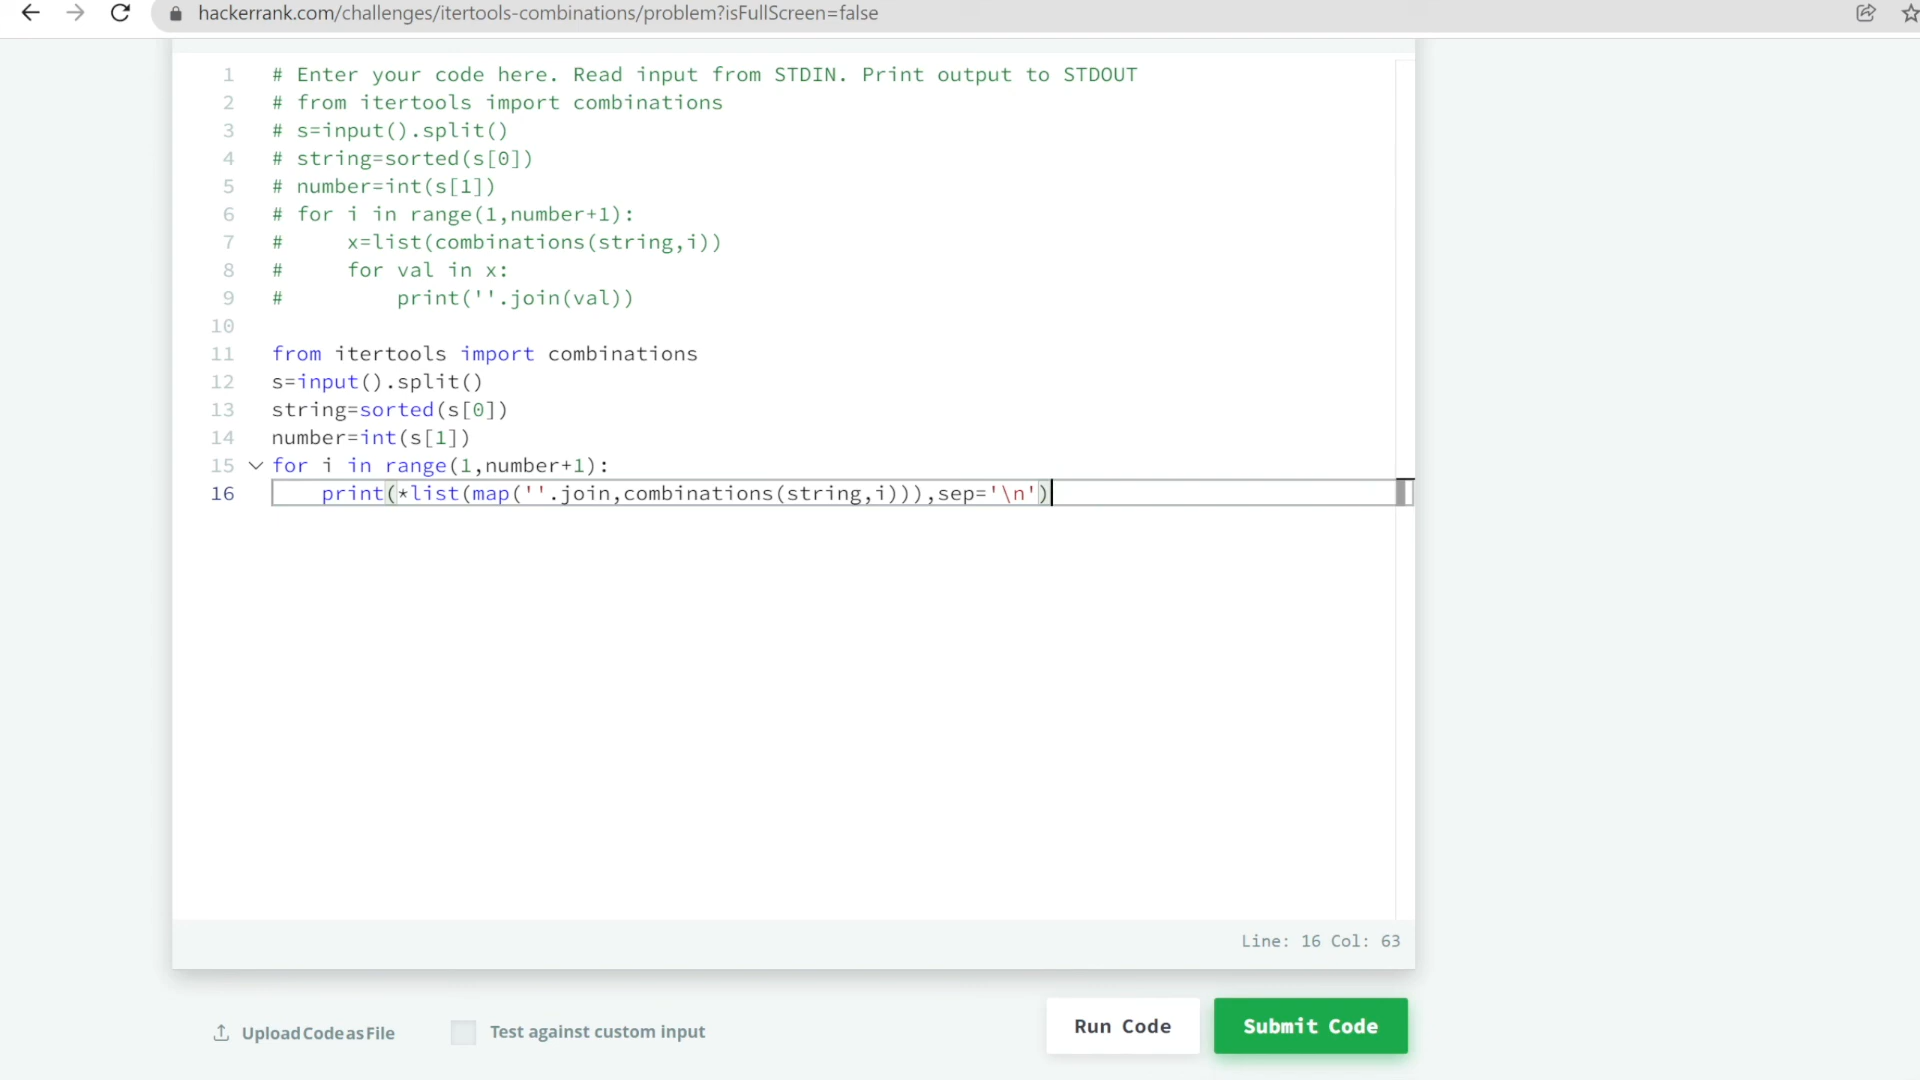 hackerrank.com/challenges/itertools-combinations/problem?isFullScreen=false
1 # Enter your code here. Read input from STDIN. Print output to STDOUT
2 # from itertools import combinations
3 # s=input().split()
4 # string=sorted(s[0])
5 # number=int(s[1])
6 # for i in range(1,number+1):
7 #     x=list(combinations(string,i))
8 #     for val in x:
9 #         print(''.join(val))
10
11 from itertools import combinations
12 s=input().split()
13 string=sorted(s[0])
14 number=int(s[1])
15 for i in range(1,number+1):
16     print(*list(map(''.join,combinations(string,i))),sep='\n')
Line: 16 Col: 63
Upload Code as File
Test against custom input
Run Code
Submit Code